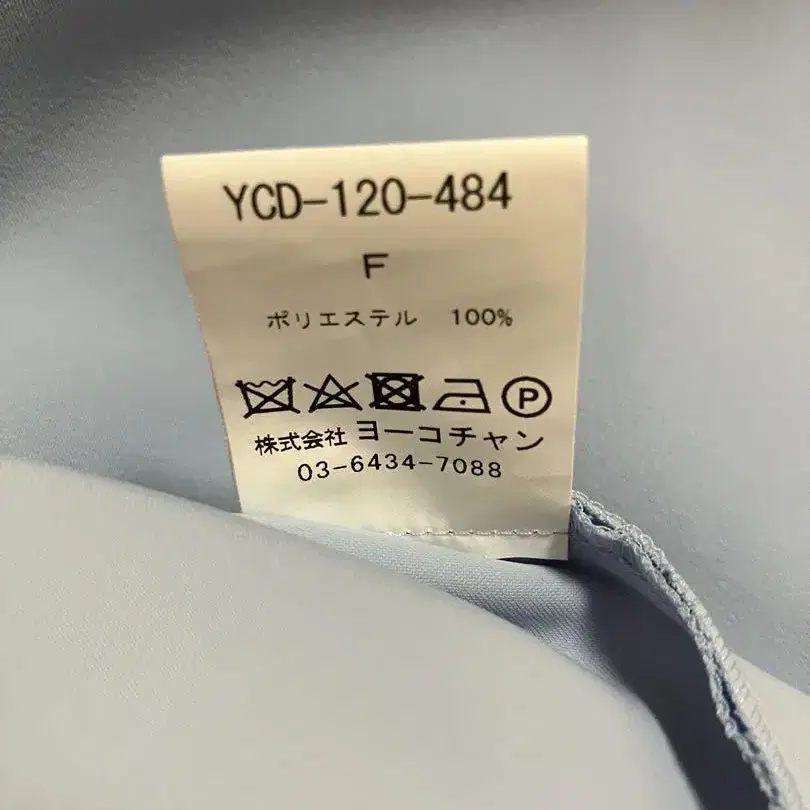 YCD-120-484
F
ポリエステル 100%
P
株式会社 ヨーコチャン
03-6434-7088